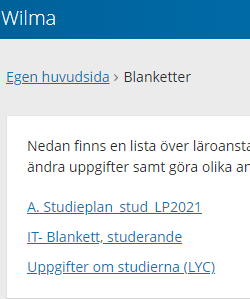 Wilma
Egen huvudsida > Blanketter
Nedan finns en lista över
ändra uppgifter samt göra olika
A. Studieplan_stud_LP2021
IT- Blankett, studerande
Uppgifter om studierna (LYC)